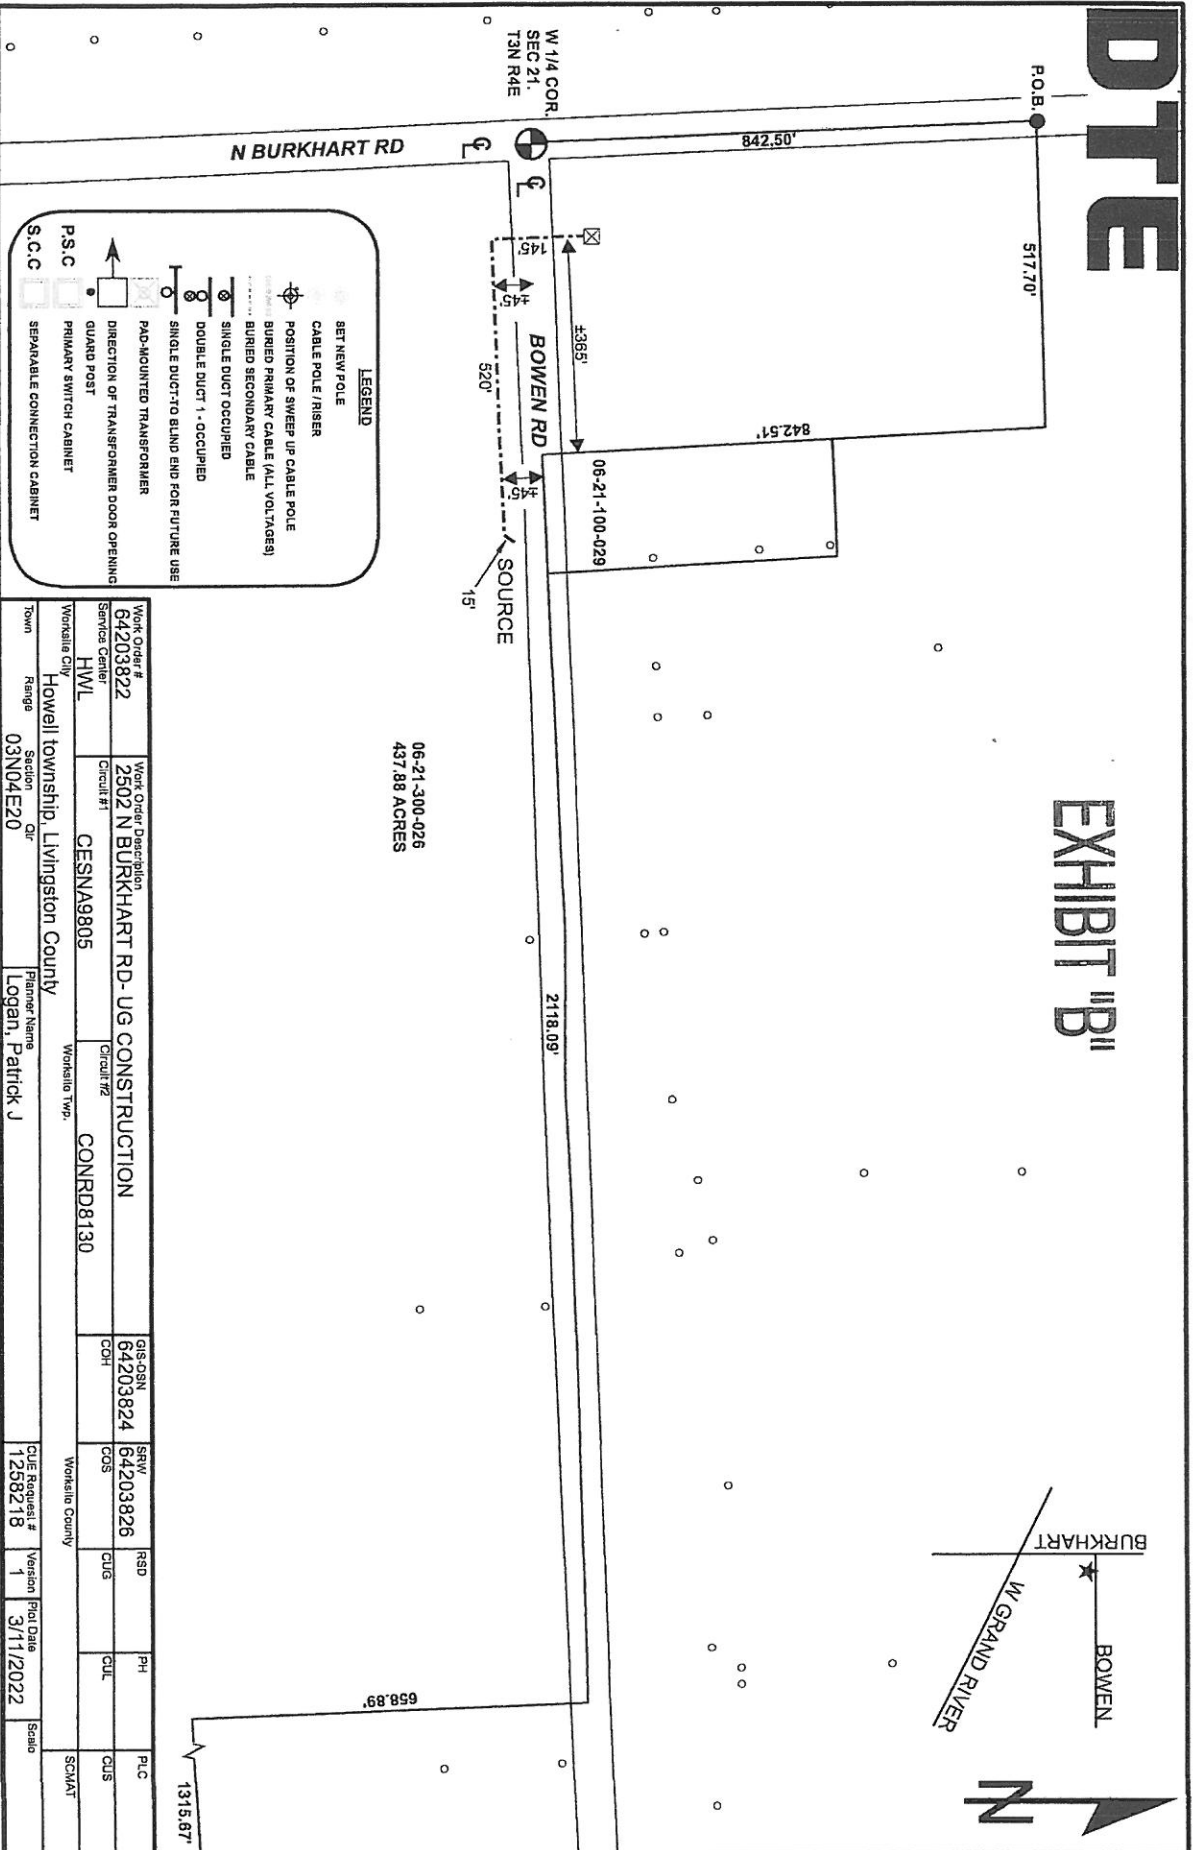 DTE
EXHIBIT "B"
P.O.B.
842.50'
517.70'
842.51'
W 1/4 COR.
SEC 21.
T3N R4E
N BURKHART RD
BOWEN RD
145'
±45'
±365'
520'
±45'
15'
SOURCE
06-21-100-029
2118.09'
06-21-300-026
437.88 ACRES
658.89'
1315.67'
BURKHART
BOWEN
W GRAND RIVER
N
LEGEND
SET NEW POLE
CABLE POLE / RISER
POSITION OF SWEEP UP CABLE POLE
BURIED PRIMARY CABLE (ALL VOLTAGES)
BURIED SECONDARY CABLE
SINGLE DUCT OCCUPIED
DOUBLE DUCT 1 - OCCUPIED
SINGLE DUCT-TO BLIND END FOR FUTURE USE
PAD-MOUNTED TRANSFORMER
DIRECTION OF TRANSFORMER DOOR OPENING
GUARD POST
P.S.C PRIMARY SWITCH CABINET
S.C.C SEPARABLE CONNECTION CABINET
Work Order # Work Order Description GIS-DSN SRW RSD PH PLC
64203822 2502 N BURKHART RD- UG CONSTRUCTION 64203824 64203826
Service Center Circuit #1 Circuit #2 COH COS CUG CUL CUS
HWL CESNA9805 CONRD8130
Worksite City Worksite Twp. Worksite County SCMAT
Howell township, Livingston County
Town Range Section Qtr Planner Name CUE Request # Version Plot Date Scale
03N04E20 Logan, Patrick J 1258218 1 3/11/2022